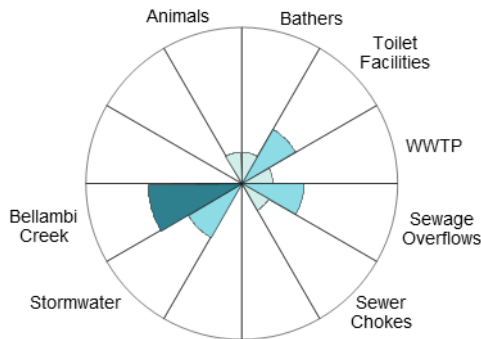 Animals
Bathers
Toilet
Facilities
WWTP
Sewage
Overflows
Sewer
Chokes
Stormwater
Bellambi
Creek